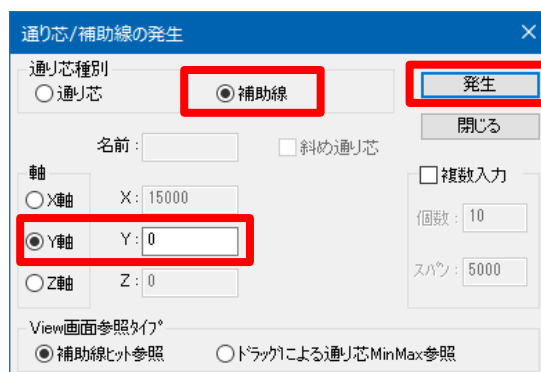 通り芯/補助線の発生
通り芯種別
通り芯
補助線
発生
閉じる
名前:
斜め通り芯
軸
X軸
X: 15000
Y軸
Y: 0
Z軸
Z: 0
複数入力
個数: 10
スパン: 5000
View画面参照タイプ
補助線ヒット参照
ドラッグによる通り芯MinMax参照